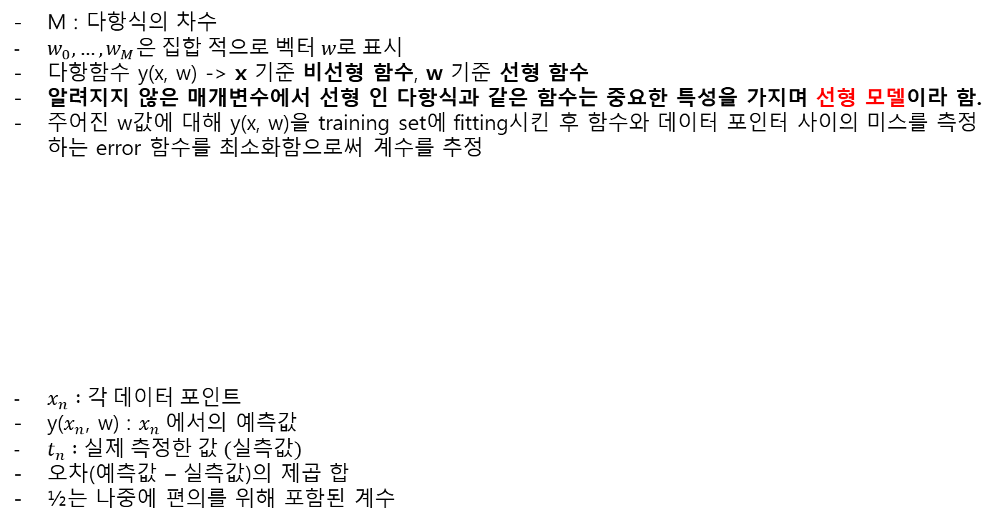 - M : 다항식의 차수
- w₀, … , w_M 은 집합 적으로 벡터 w로 표시
- 다항함수 y(x, w) -> x 기준 비선형 함수, w 기준 선형 함수
- 알려지지 않은 매개변수에서 선형 인 다항식과 같은 함수는 중요한 특성을 가지며 선형 모델이라 함.
- 주어진 w값에 대해 y(x, w)을 training set에 fitting시킨 후 함수와 데이터 포인터 사이의 미스를 측정
하는 error 함수를 최소화함으로써 계수를 추정
- xₙ : 각 데이터 포인트
- y(xₙ, w) : xₙ 에서의 예측값
- tₙ : 실제 측정한 값 (실측값)
- 오차(예측값 – 실측값)의 제곱 합
- ½는 나중에 편의를 위해 포함된 계수